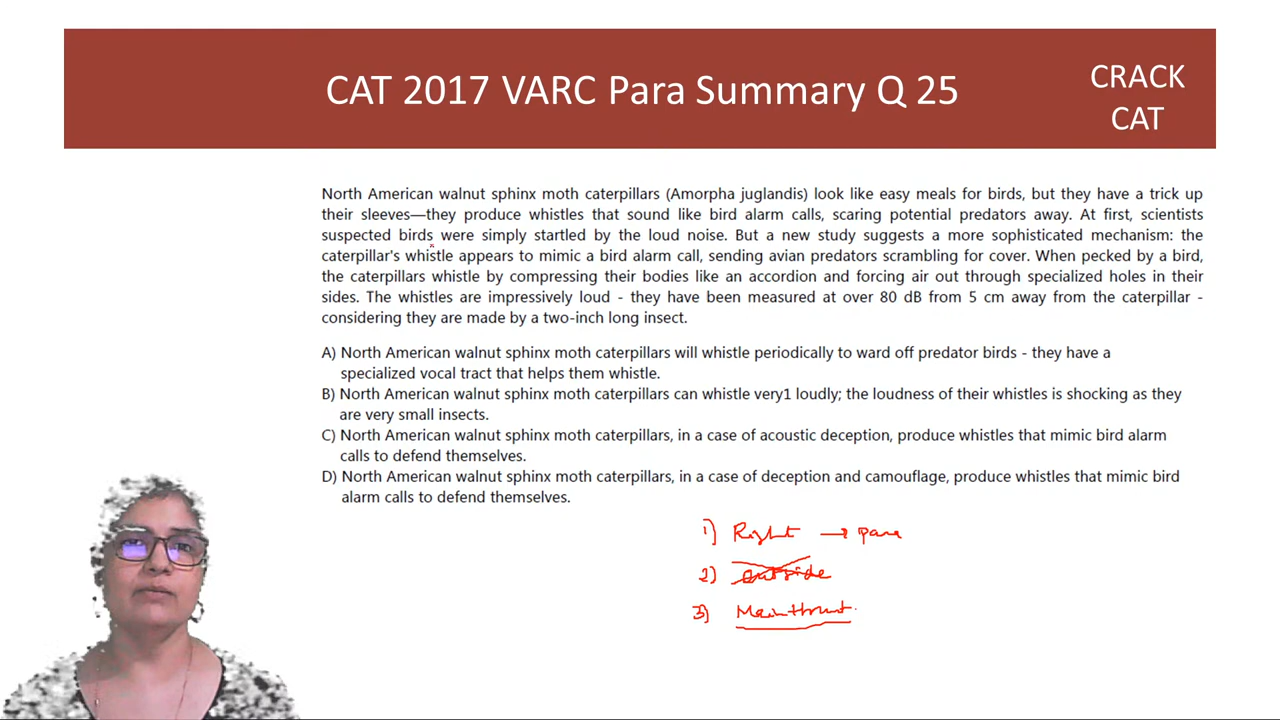 CAT 2017 VARC Para Summary Q 25
CRACK
CAT
North American walnut sphinx moth caterpillars (Amorpha juglandis) look like easy meals for birds, but they have a trick up
their sleeves—they produce whistles that sound like bird alarm calls, scaring potential predators away. At first, scientists
suspected birds were simply startled by the loud noise. But a new study suggests a more sophisticated mechanism: the
caterpillar's whistle appears to mimic a bird alarm call, sending avian predators scrambling for cover. When pecked by a bird,
the caterpillars whistle by compressing their bodies like an accordion and forcing air out through specialized holes in their
sides. The whistles are impressively loud - they have been measured at over 80 dB from 5 cm away from the caterpillar -
considering they are made by a two-inch long insect.
A) North American walnut sphinx moth caterpillars will whistle periodically to ward off predator birds - they have a
specialized vocal tract that helps them whistle.
B) North American walnut sphinx moth caterpillars can whistle very1 loudly; the loudness of their whistles is shocking as they
are very small insects.
C) North American walnut sphinx moth caterpillars, in a case of acoustic deception, produce whistles that mimic bird alarm
calls to defend themselves.
D) North American walnut sphinx moth caterpillars, in a case of deception and camouflage, produce whistles that mimic bird
alarm calls to defend themselves.
1) Right → para
2) outside
3) Main thrust